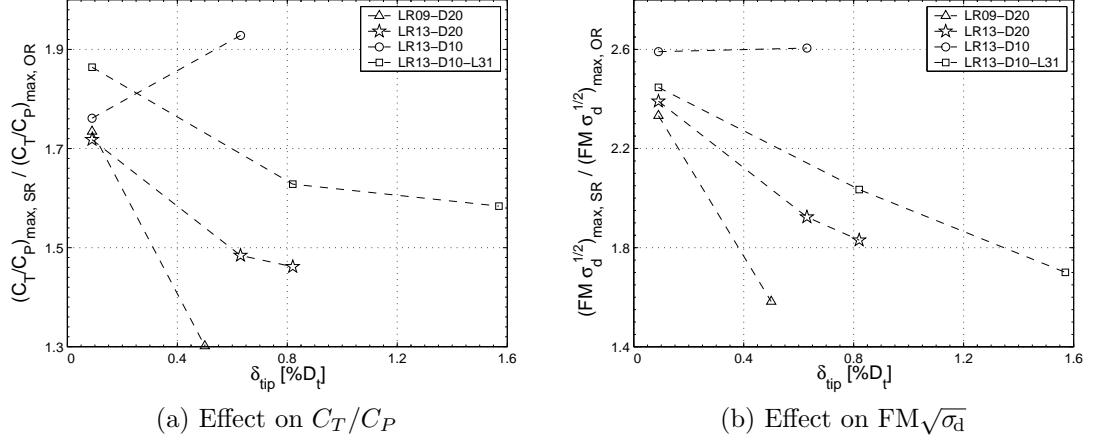 (C_T/C_P)_max, SR / (C_T/C_P)_max, OR
1.9
1.7
1.5
1.3
0
0.4
0.8
1.2
1.6
δ_tip [%D_t]
LR09−D20
LR13−D20
LR13−D10
LR13−D10−L31
(a) Effect on C_T/C_P
(FM σ_d^1/2)_max, SR / (FM σ_d^1/2)_max, OR
2.6
2.2
1.8
1.4
0
0.4
0.8
1.2
1.6
δ_tip [%D_t]
LR09−D20
LR13−D20
LR13−D10
LR13−D10−L31
(b) Effect on FM√σ_d